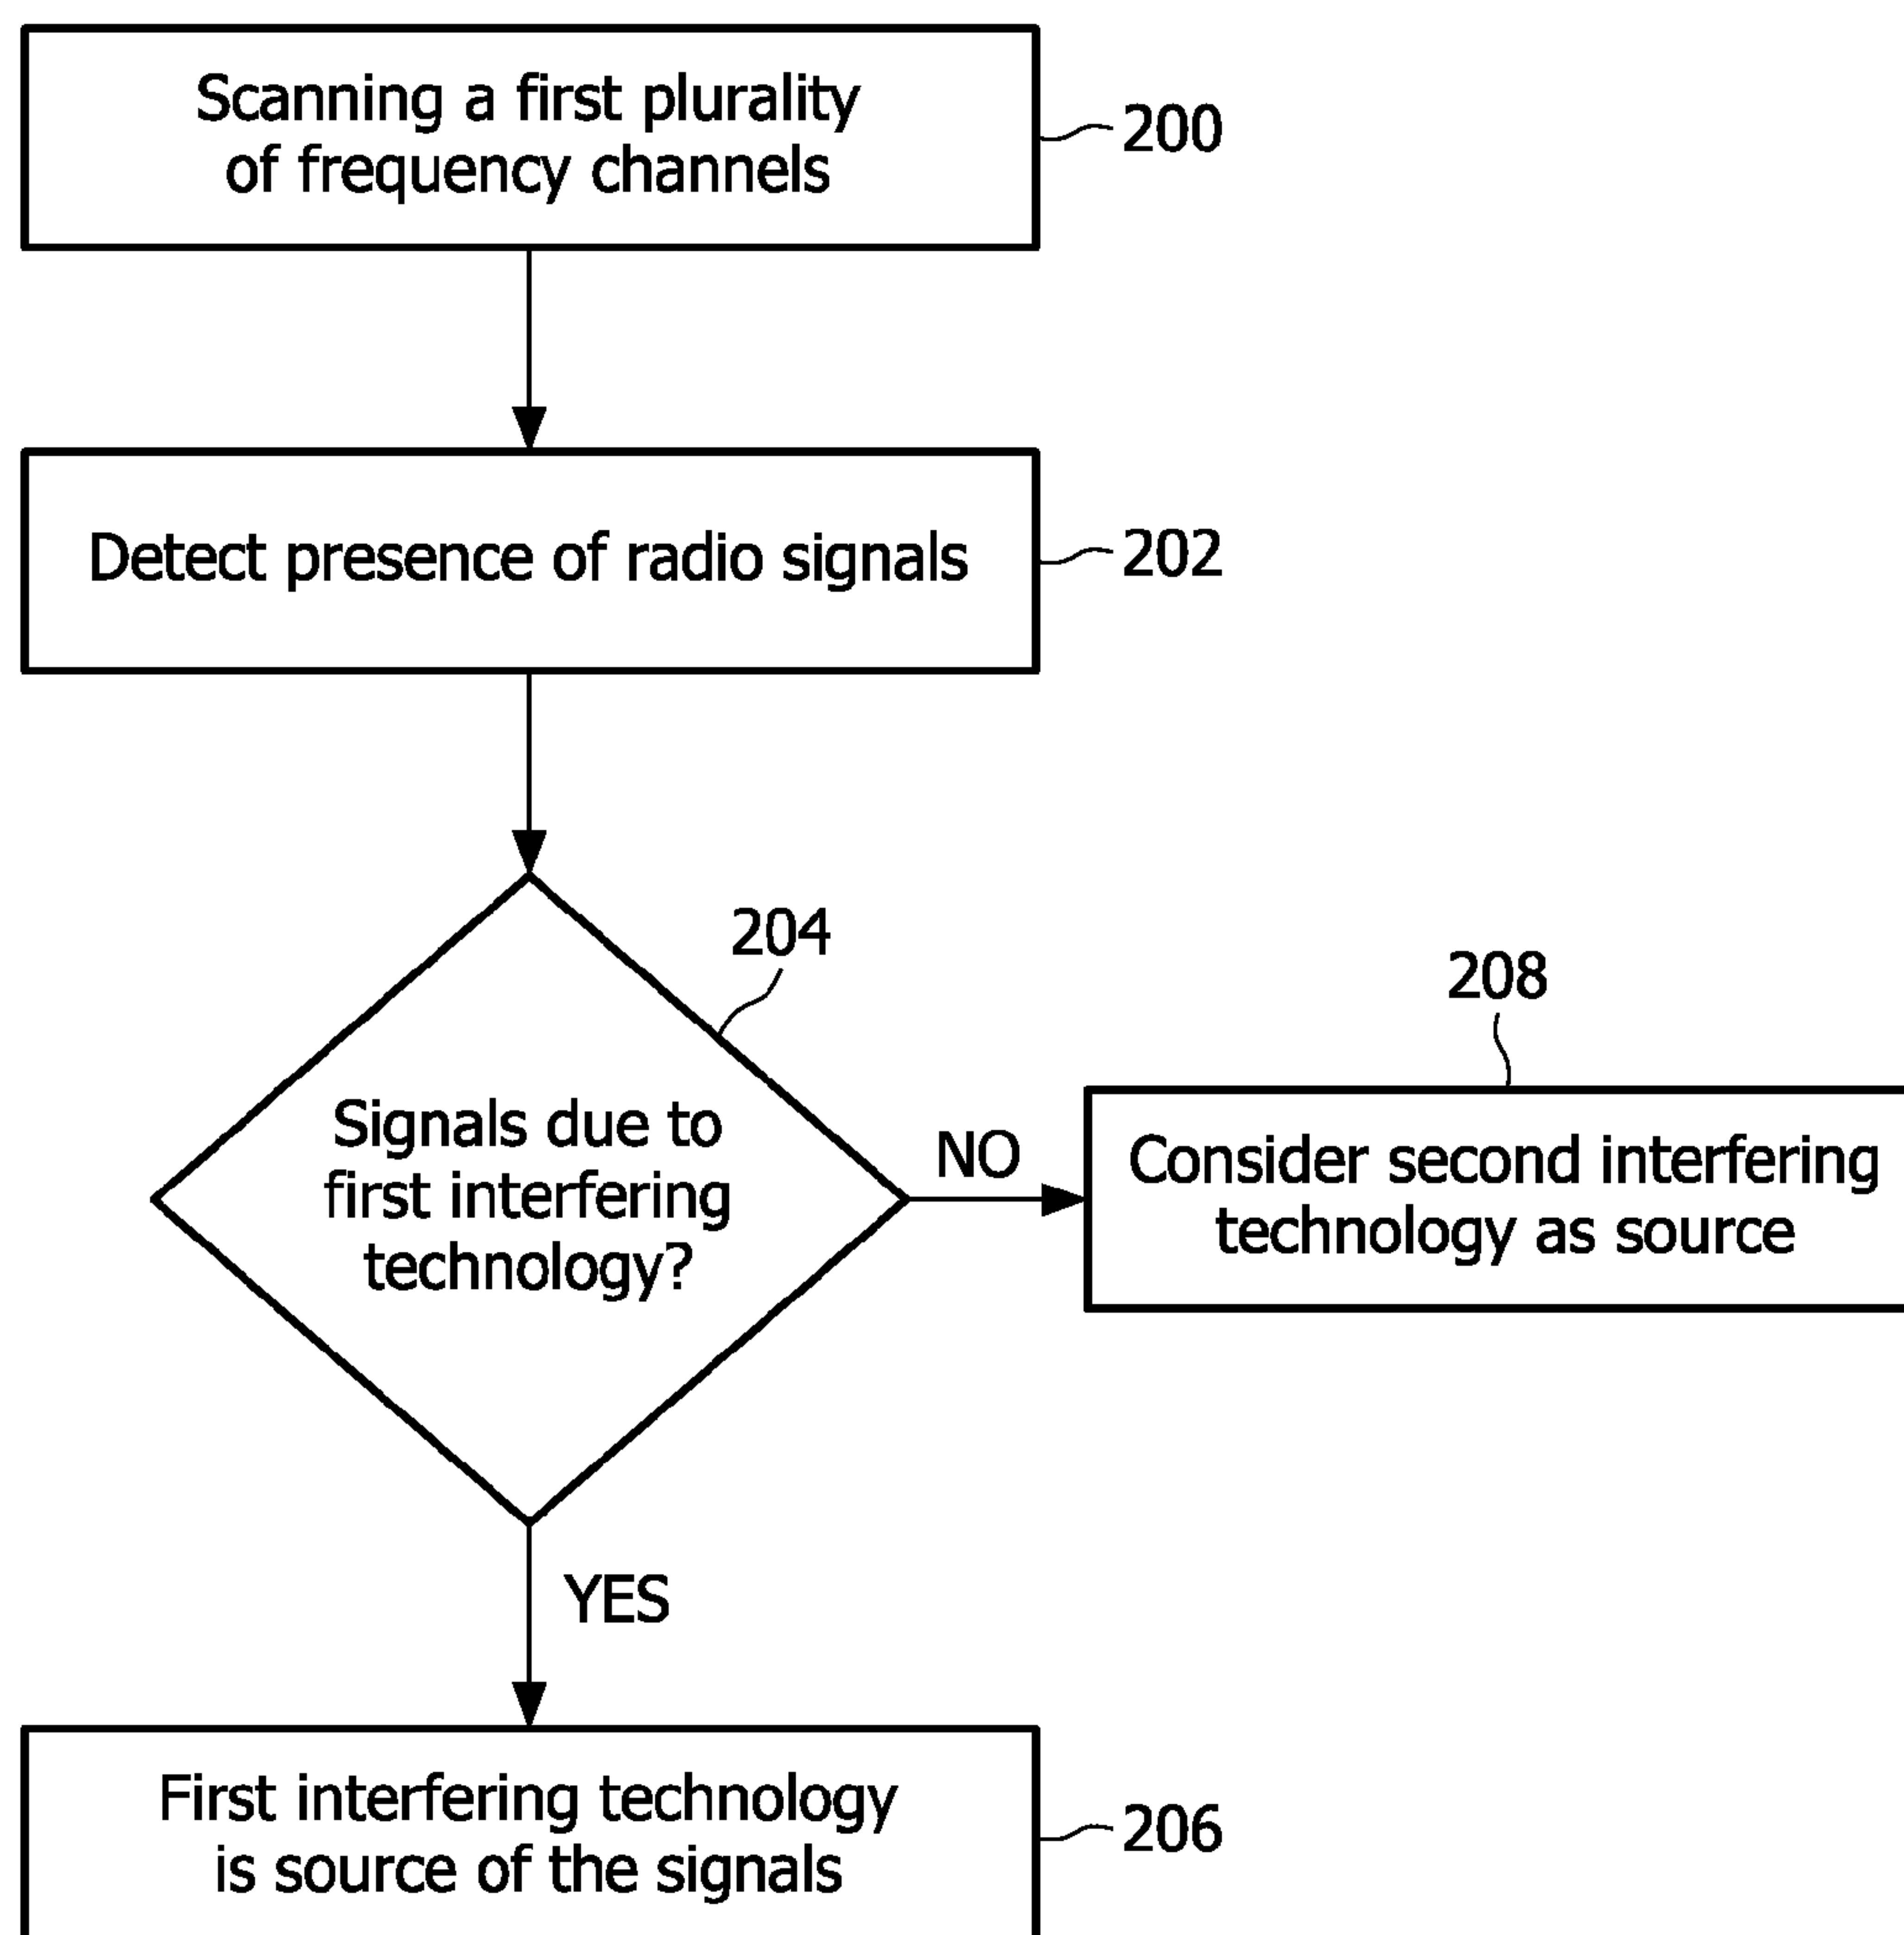 Scanning a first plurality
of frequency channels
200
Detect presence of radio signals
202
204
Signals due to
first interfering
technology?
NO
208
Consider second interfering
technology as source
YES
First interfering technology
is source of the signals
206